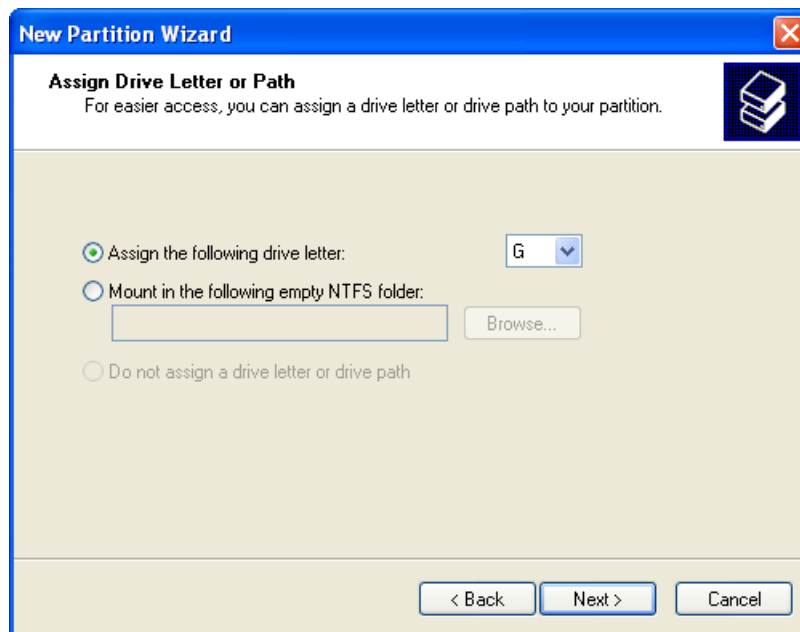 New Partition Wizard
Assign Drive Letter or Path
For easier access, you can assign a drive letter or drive path to your partition.
Assign the following drive letter: G
Mount in the following empty NTFS folder:
Browse...
Do not assign a drive letter or drive path
< Back Next > Cancel